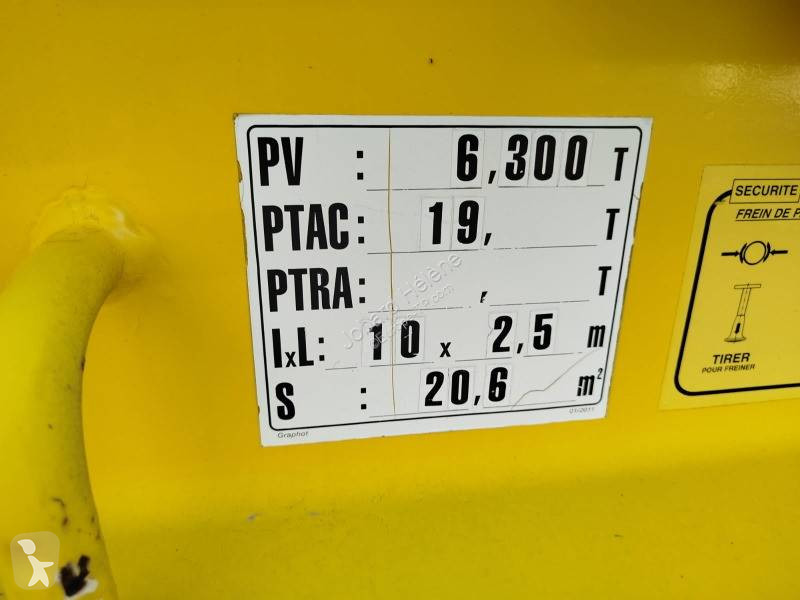 PV : 6,300 T
PTAC: 19, T
PTRA: , T
IxL: 10 x 2,5 m
S : 20,6 m²
Graphot
01/2011
SECURITE
FREIN DE P
TIRER
POUR FREINER